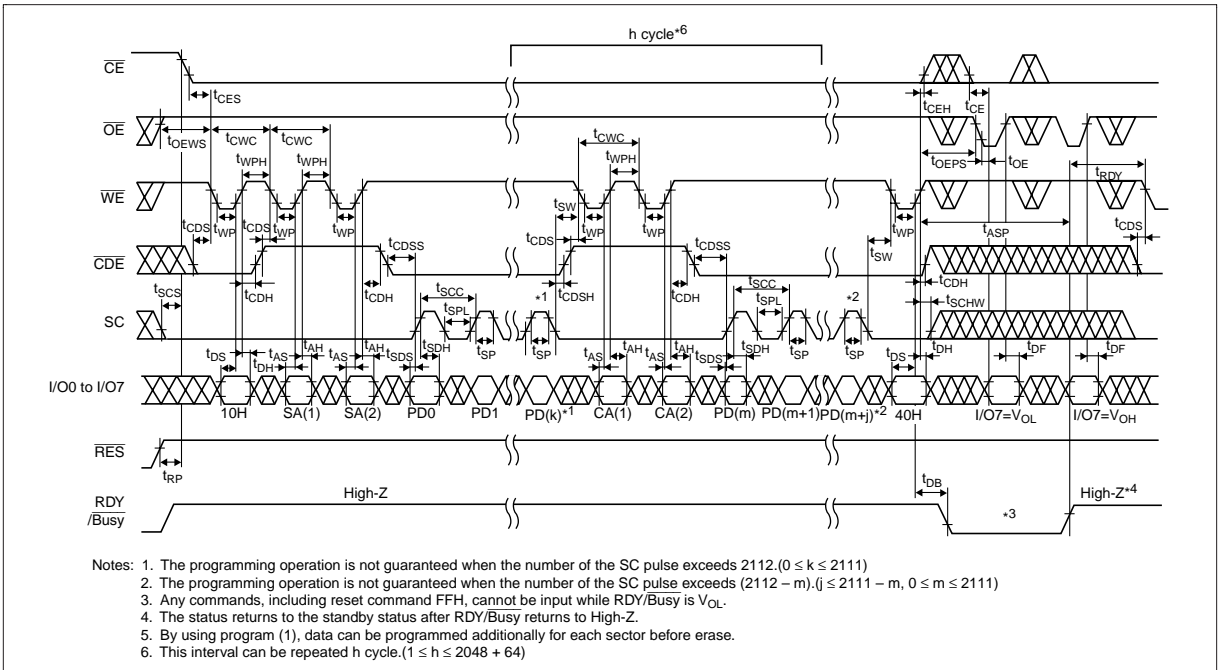 h cycle*6
CE
tCES
tCEH
tCE
OE
tOEWS
tCWC
tCWC
tCWC
tOEPS
tOE
tWPH
tWPH
tWPH
tRDY
WE
tCDS
tWP
tWP
tWP
tSW
tCDS
tWP
tWP
tSW
tWP
tASP
tCDS
CDE
tCDH
tCDH
tCDSS
tCDSH
tCDH
tCDSS
tCDH
tSCHW
tSCS
SC
tSCC
tSPL
tSP
*1
tSP
tSCC
tSPL
tSP
*2
tSP
tDS
tDH
tAS
tAH
tAS
tAH
tSDS
tSDH
tAS
tAH
tAS
tAH
tSDS
tSDH
tDS
tDH
tDF
tDF
I/O0 to I/O7
10H
SA(1)
SA(2)
PD0
PD1
PD(k)*1
CA(1)
CA(2)
PD(m)
PD(m+1)
PD(m+j)*2
40H
I/O7=VOL
I/O7=VOH
RES
tRP
tDB
RDY
/Busy
High-Z
*3
High-Z*4
Notes: 1. The programming operation is not guaranteed when the number of the SC pulse exceeds 2112.(0 ≤ k ≤ 2111)
2. The programming operation is not guaranteed when the number of the SC pulse exceeds (2112 – m).(j ≤ 2111 – m, 0 ≤ m ≤ 2111)
3. Any commands, including reset command FFH, cannot be input while RDY/Busy is VOL.
4. The status returns to the standby status after RDY/Busy returns to High-Z.
5. By using program (1), data can be programmed additionally for each sector before erase.
6. This interval can be repeated h cycle.(1 ≤ h ≤ 2048 + 64)